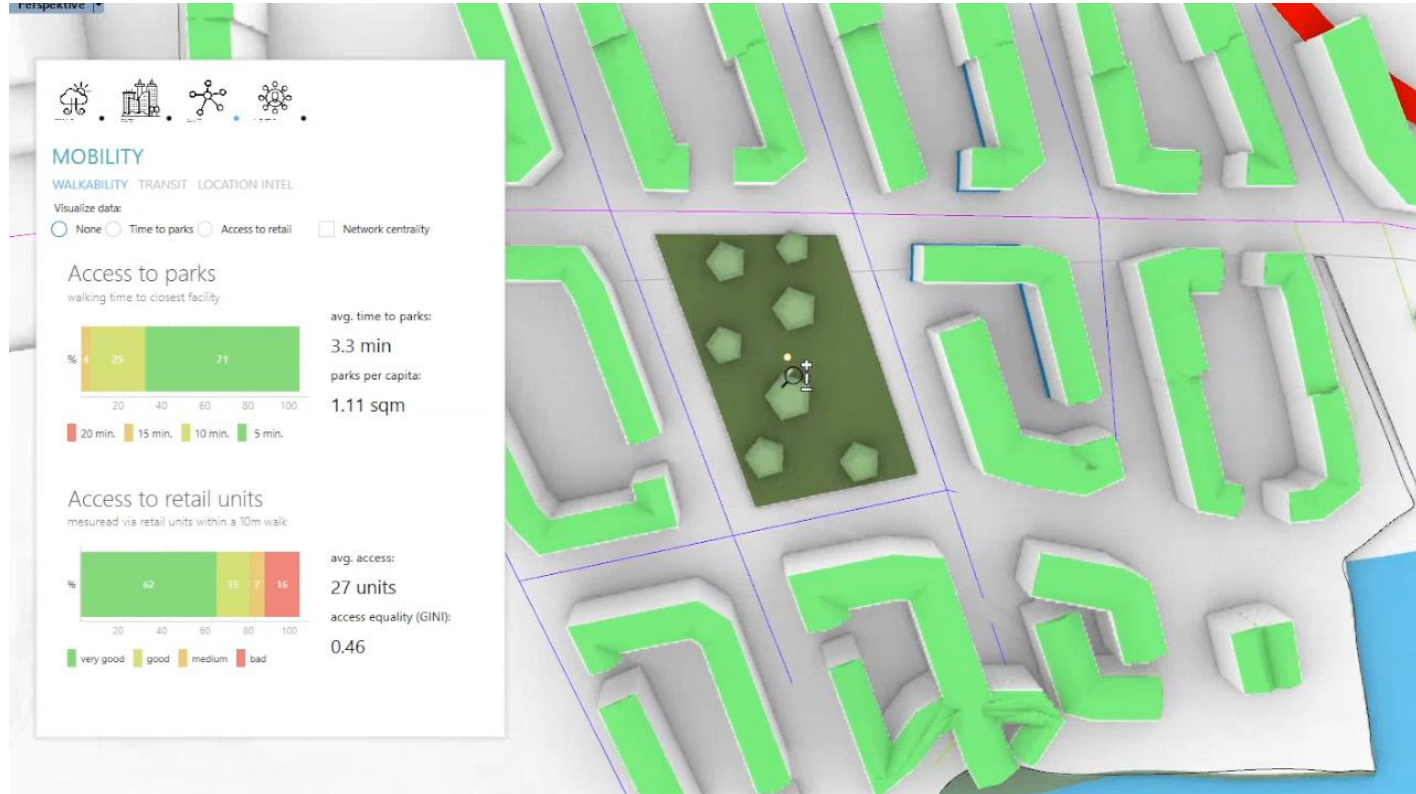 Perspektive
MOBILITY
WALKABILITY TRANSIT LOCATION INTEL
Visualize data:
None Time to parks Access to retail Network centrality
Access to parks
walking time to closest facility
avg. time to parks:
3.3 min
parks per capita:
1.11 sqm
% 4 25 71
20 40 60 80 100
20 min. 15 min. 10 min. 5 min.
Access to retail units
mesuread via retail units within a 10m walk
avg. access:
27 units
access equality (GINI):
0.46
% 62 15 7 16
20 40 60 80 100
very good good medium bad